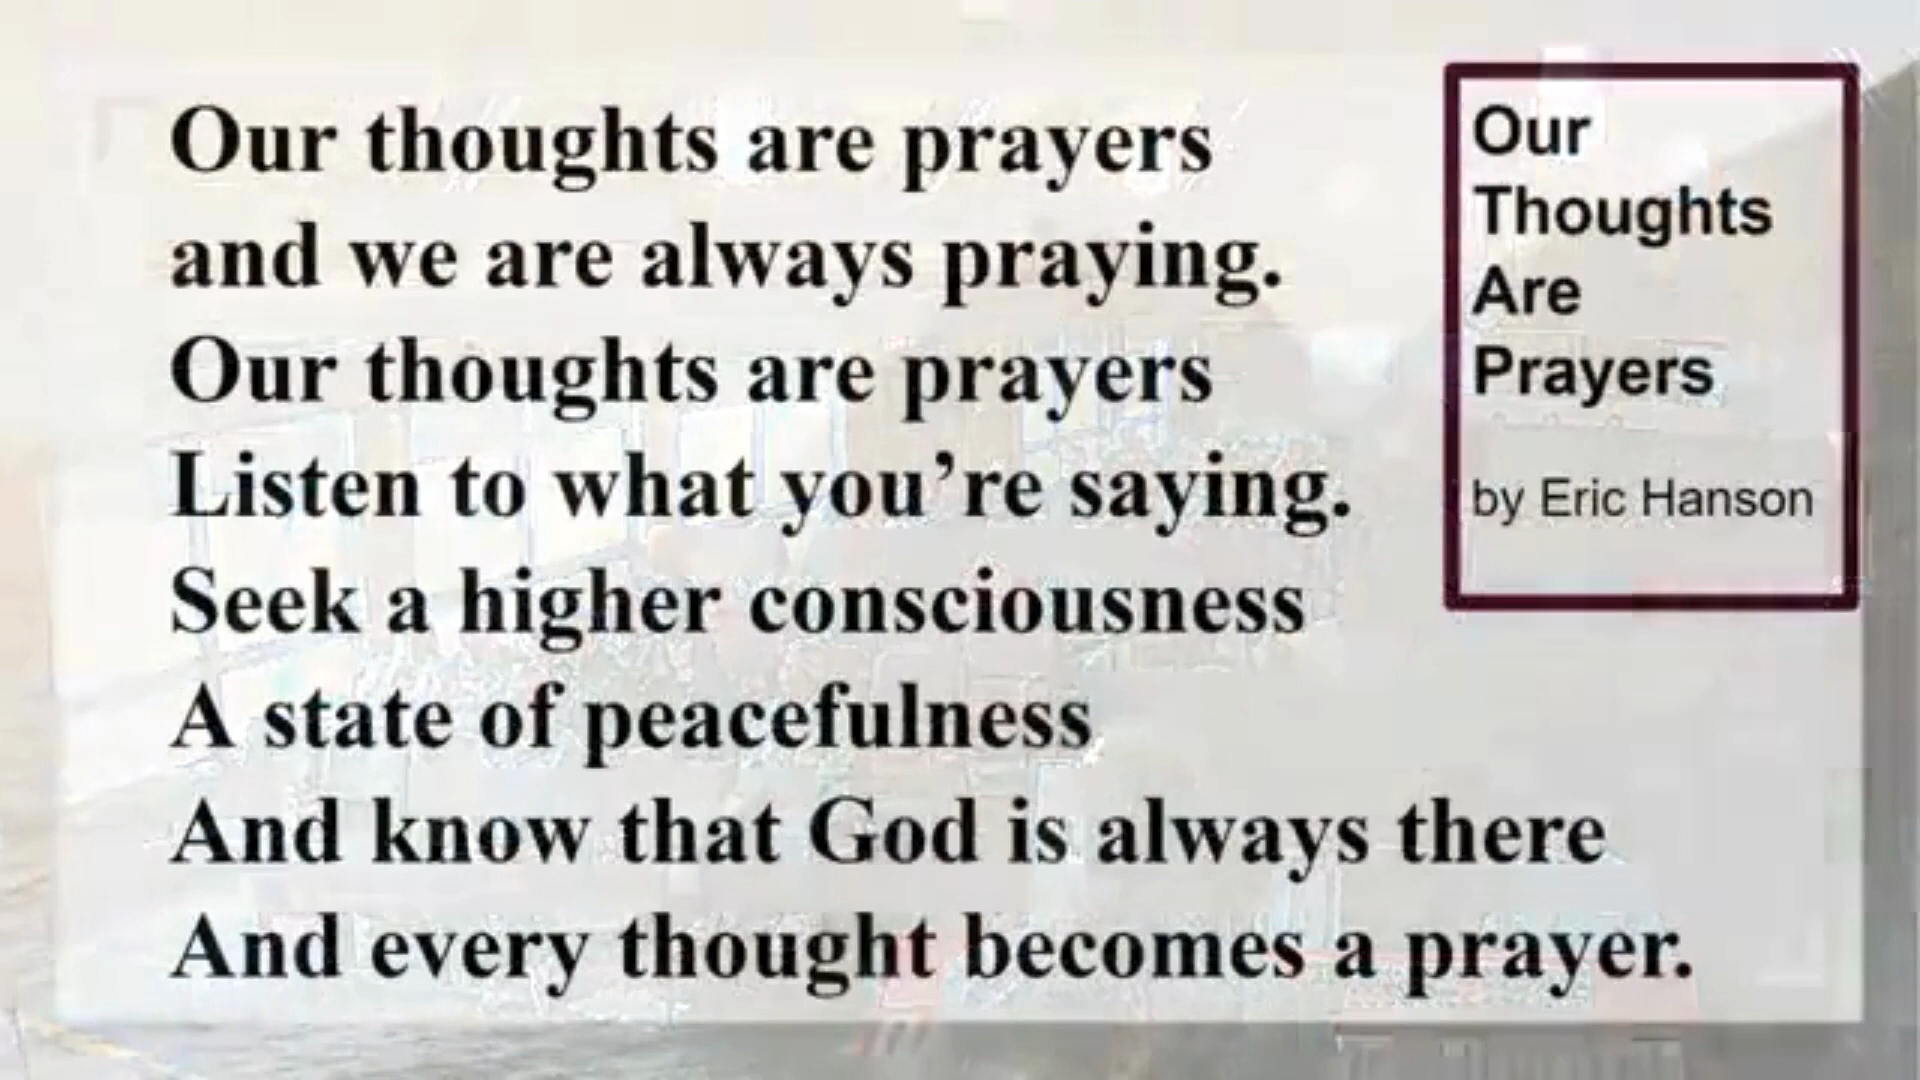 Our thoughts are prayers
and we are always praying.
Our thoughts are prayers
Listen to what you’re saying.
Seek a higher consciousness
A state of peacefulness
And know that God is always there
And every thought becomes a prayer.
Our
Thoughts
Are
Prayers
by Eric Hanson